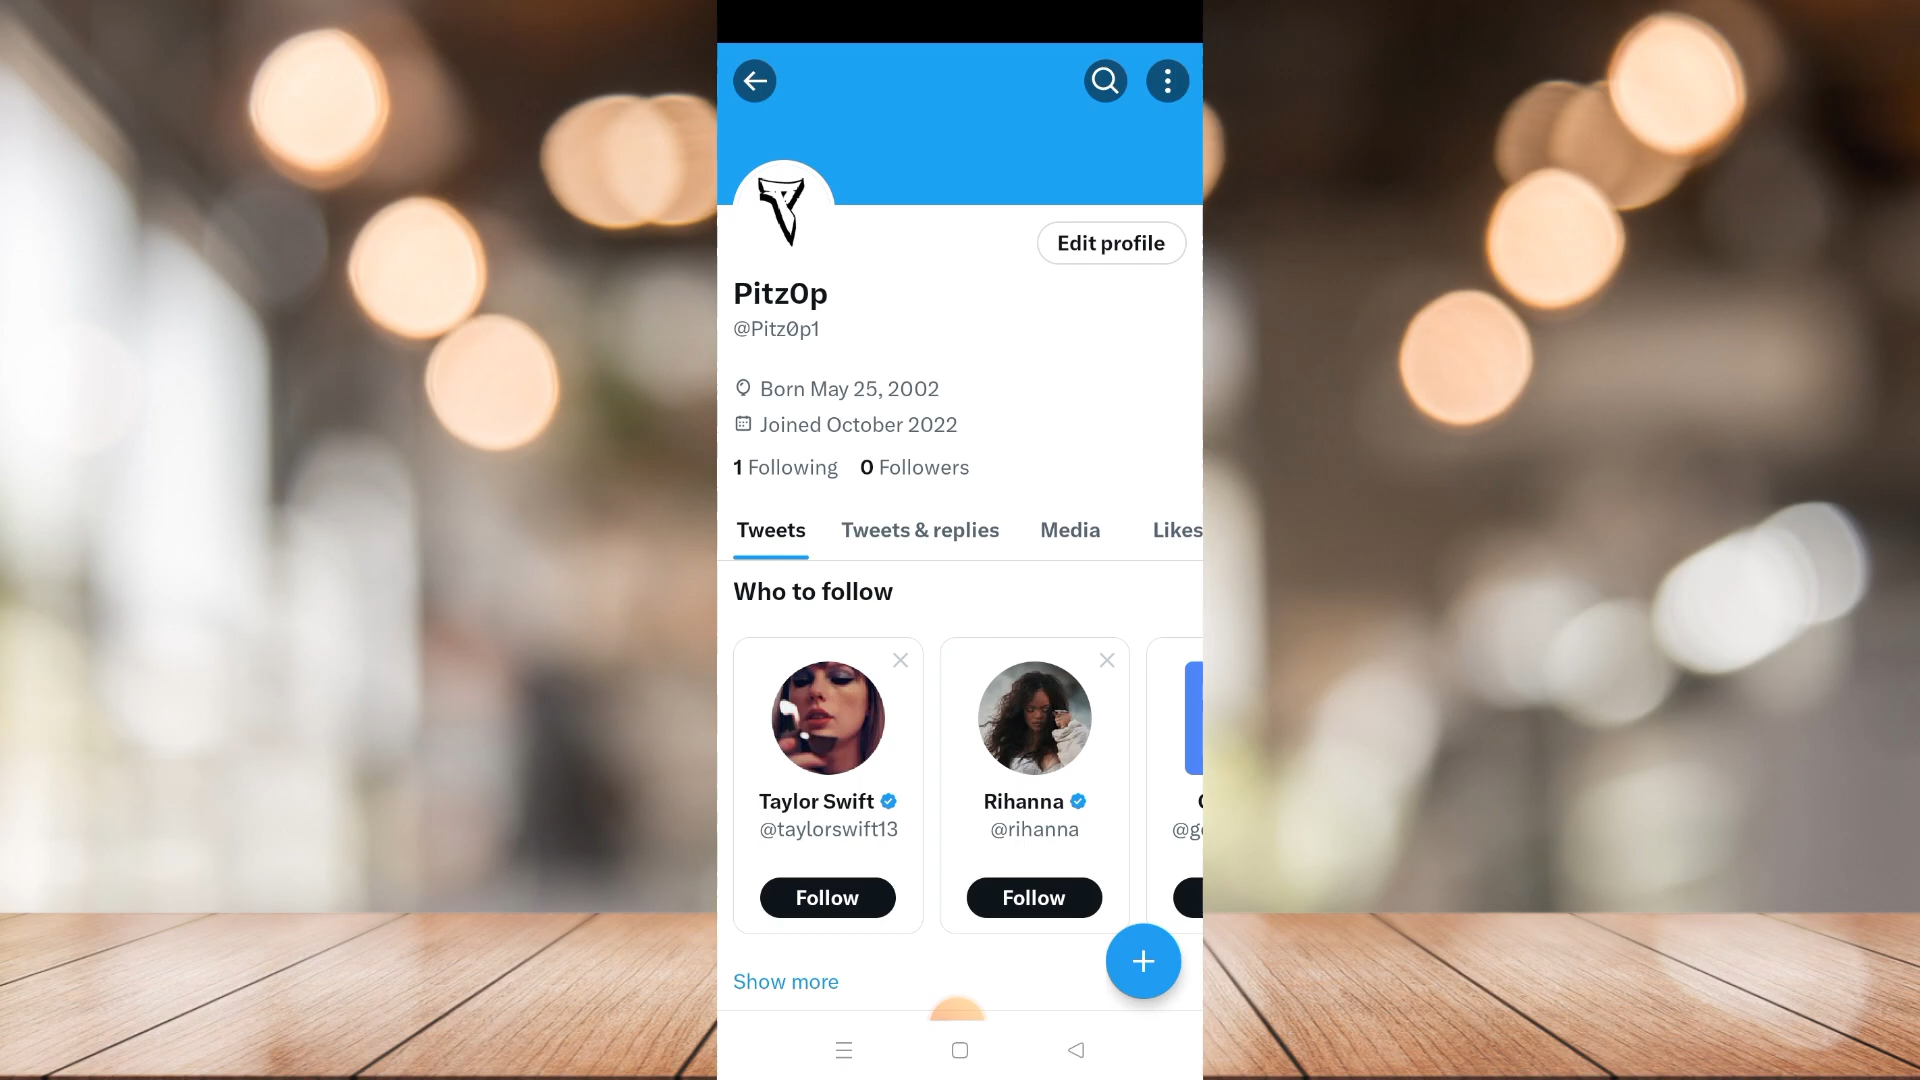 Edit profile
Pitz0p
@Pitz0p1
Born May 25, 2002
Joined October 2022
1 Following 0 Followers
Tweets Tweets & replies Media Likes
Who to follow
Taylor Swift Rihanna
@taylorswift13 @rihanna
Follow Follow
Show more